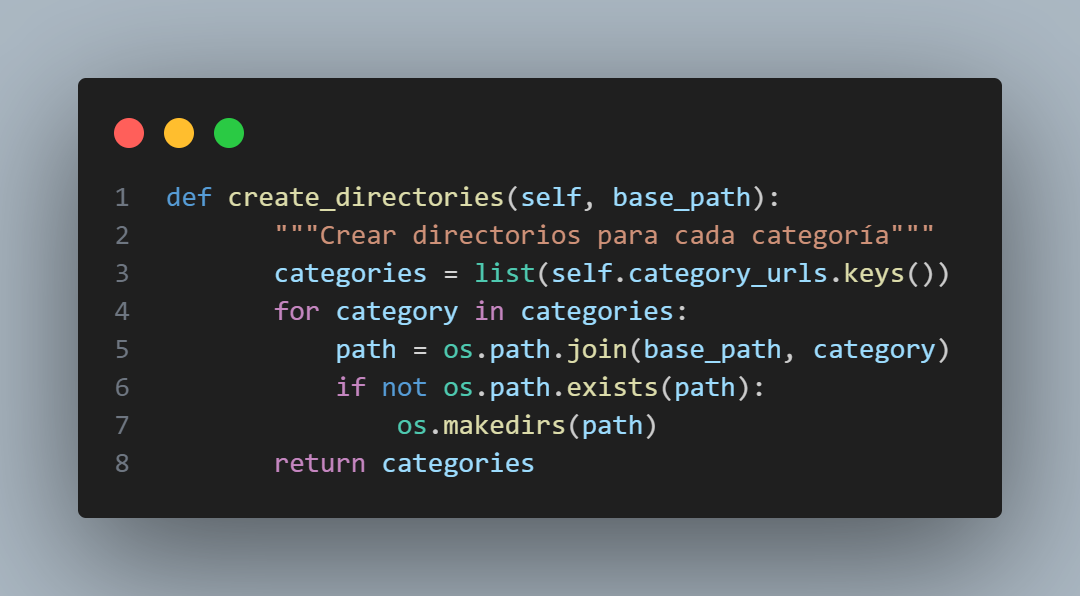 1 def create_directories(self, base_path):
2 """Crear directorios para cada categoría"""
3 categories = list(self.category_urls.keys())
4 for category in categories:
5 path = os.path.join(base_path, category)
6 if not os.path.exists(path):
7 os.makedirs(path)
8 return categories